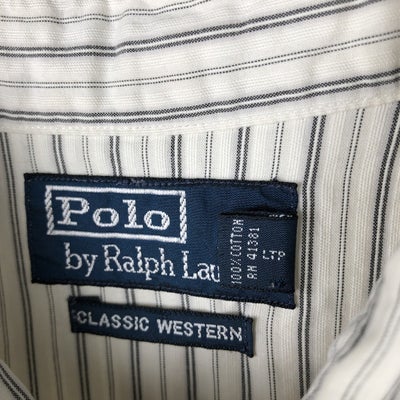 Polo
by Ralph Lau
100% COTTON
RN 41381
LTP
CLASSIC WESTERN